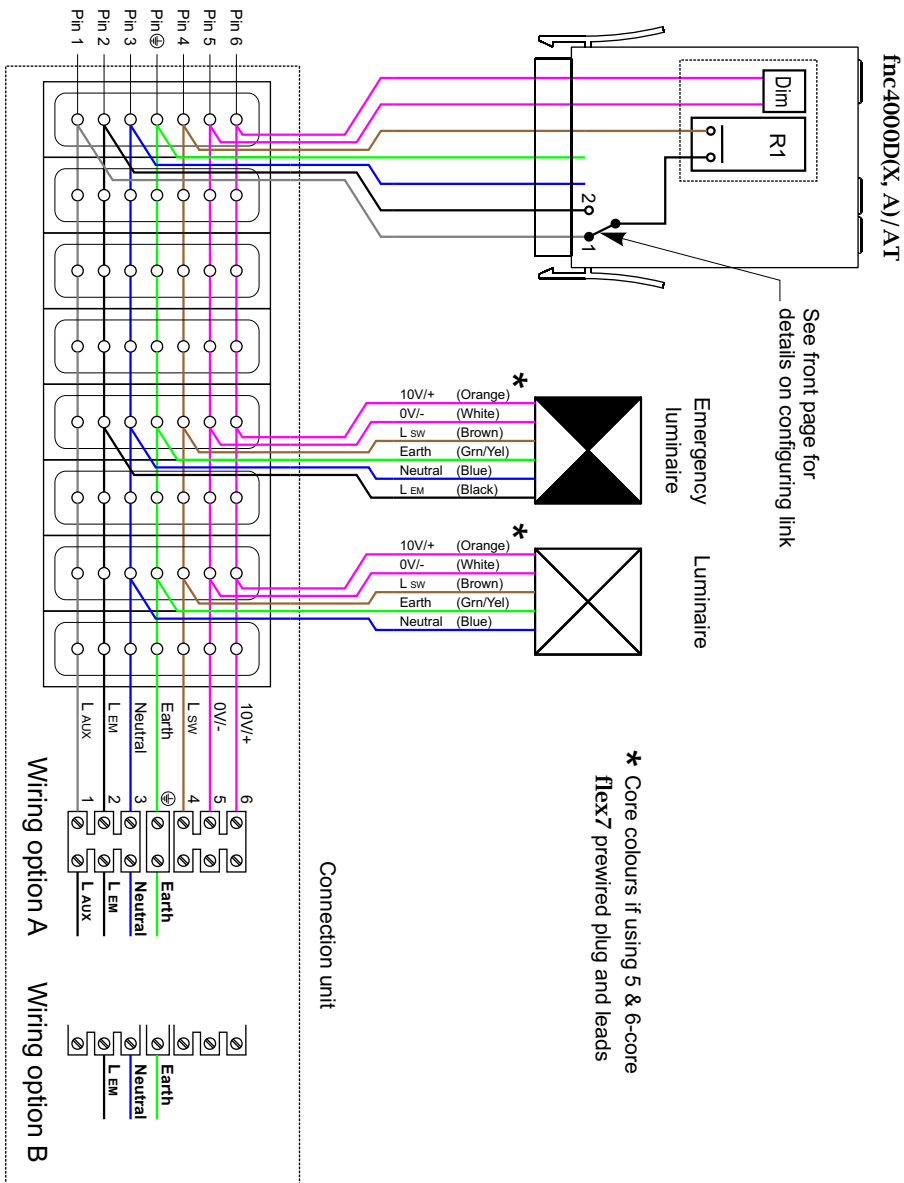 fnc4000D(X, A)/AT
Pin 6
Pin 5
Pin 4
Pin
Pin 3
Pin 2
Pin 1
Dim
R1
2
1
See front page for
details on configuring link
*
10V/+ (Orange)
0V/- (White)
L SW (Brown)
Earth (Grn/Yel)
Neutral (Blue)
L EM (Black)
Emergency
luminaire
*
10V/+ (Orange)
0V/- (White)
L SW (Brown)
Earth (Grn/Yel)
Neutral (Blue)
Luminaire
10V/+
0V/-
L SW
Earth
Neutral
L EM
L AUX
6
5
4
3
2
1
Earth
Neutral
L EM
L AUX
Wiring option A
Earth
Neutral
L EM
Wiring option B
Connection unit
* Core colours if using 5 & 6-core
flex7 prewired plug and leads